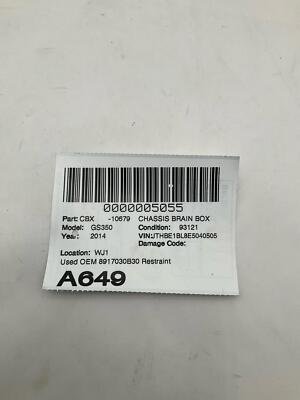 0000005055
Part: CBX -10679 CHASSIS BRAIN BOX
Model: GS350 Condition: 93121
Year: 2014 VIN:JTHBE1BL8E5040505
Damage Code:
Location: WJ1
Used OEM 8917030B30 Restraint
A649